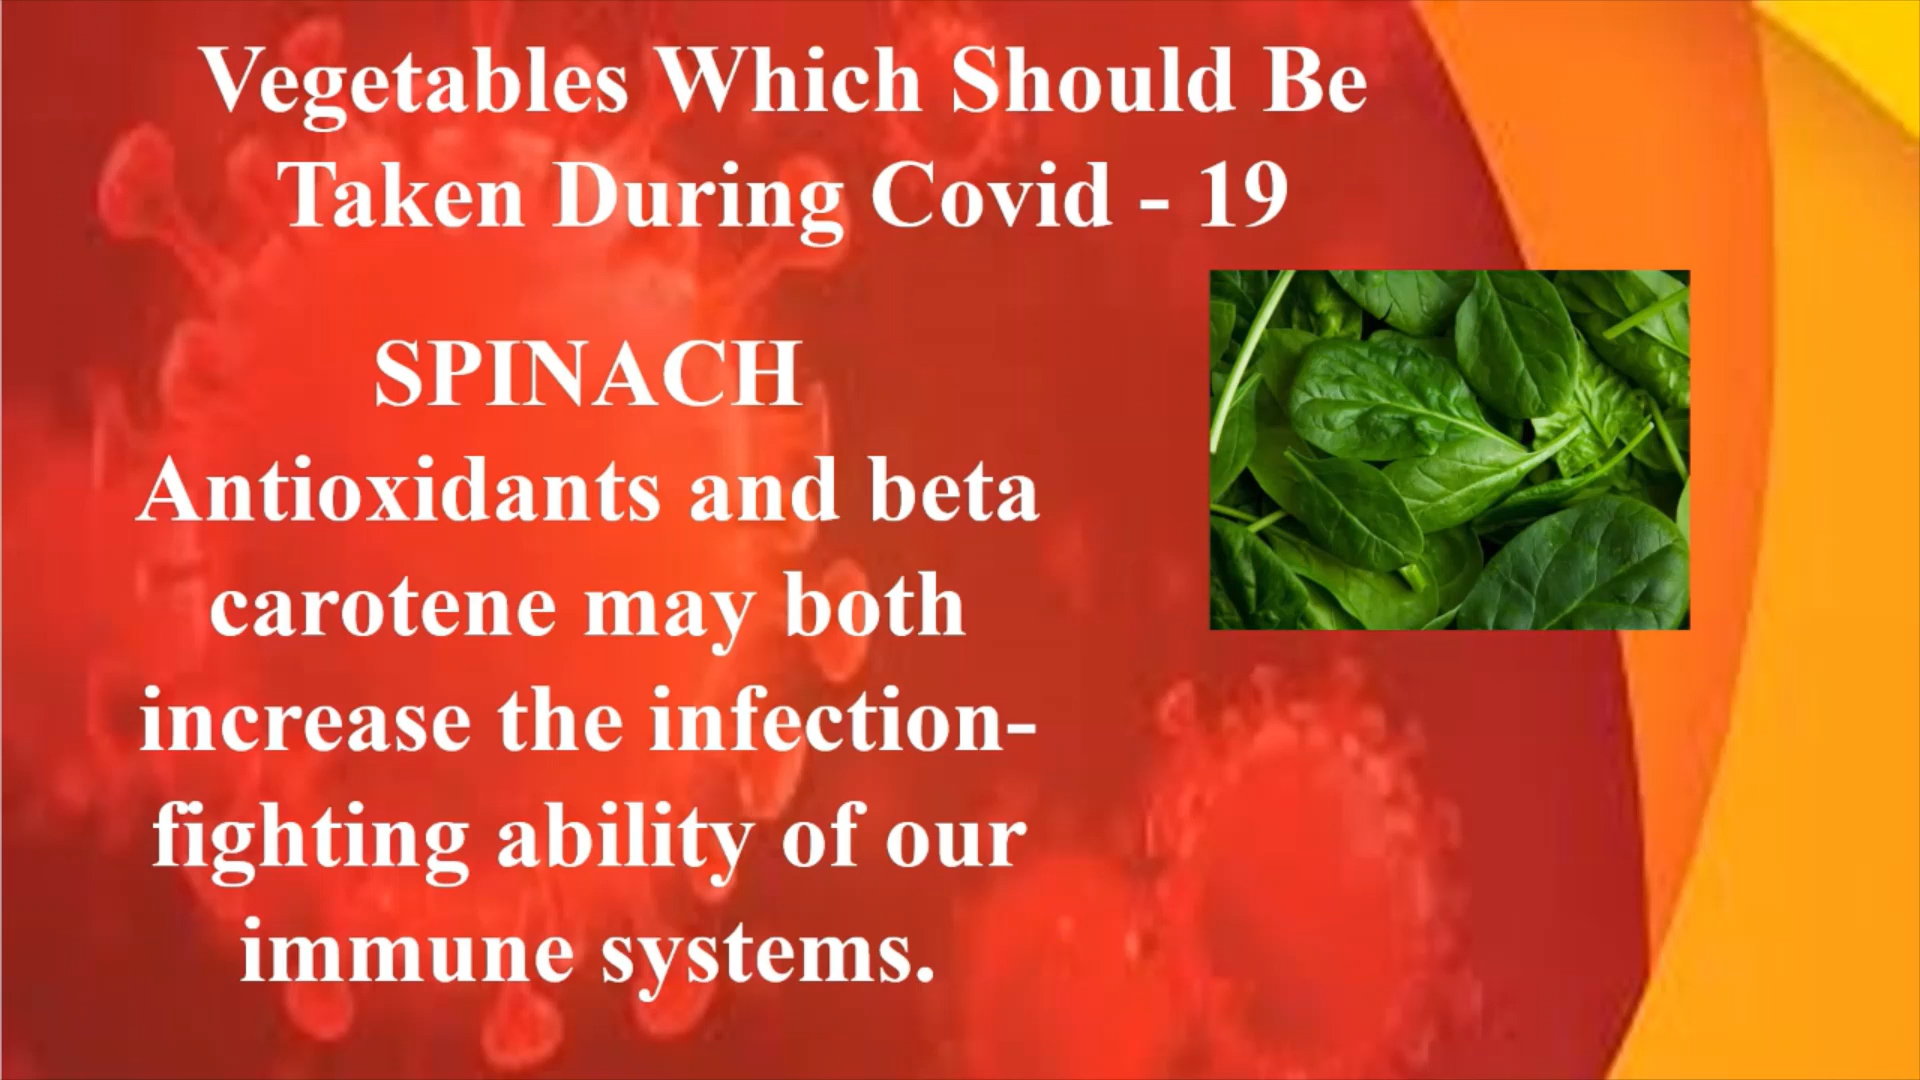 Vegetables Which Should Be
Taken During Covid - 19
SPINACH
Antioxidants and beta
carotene may both
increase the infection-
fighting ability of our
immune systems.